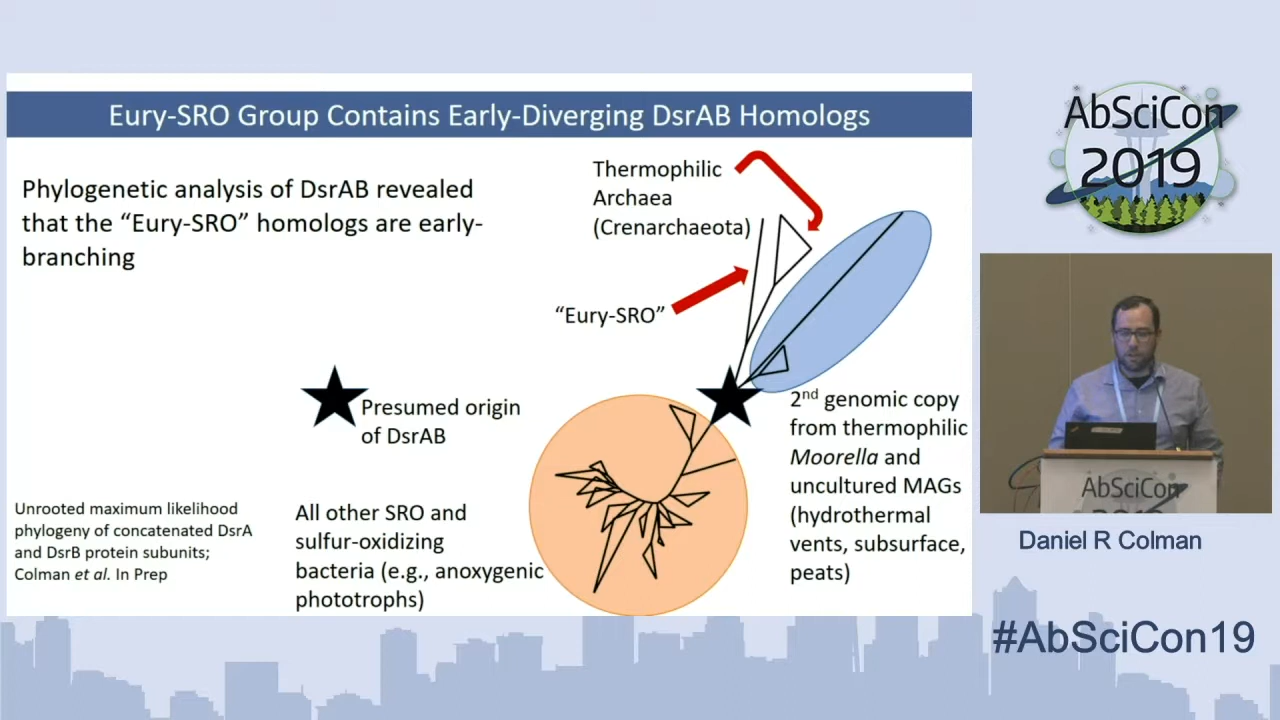 Eury-SRO Group Contains Early-Diverging DsrAB Homologs
Phylogenetic analysis of DsrAB revealed
that the “Eury-SRO” homologs are early-
branching
Thermophilic
Archaea
(Crenarchaeota)
“Eury-SRO”
Presumed origin
of DsrAB
2nd genomic copy
from thermophilic
Moorella and
uncultured MAGs
(hydrothermal
vents, subsurface,
peats)
Unrooted maximum likelihood
phylogeny of concatenated DsrA
and DsrB protein subunits;
Colman et al. In Prep
All other SRO and
sulfur-oxidizing
bacteria (e.g., anoxygenic
phototrophs)
AbSciCon
2019
AbSciCon
Daniel R Colman
#AbSciCon19